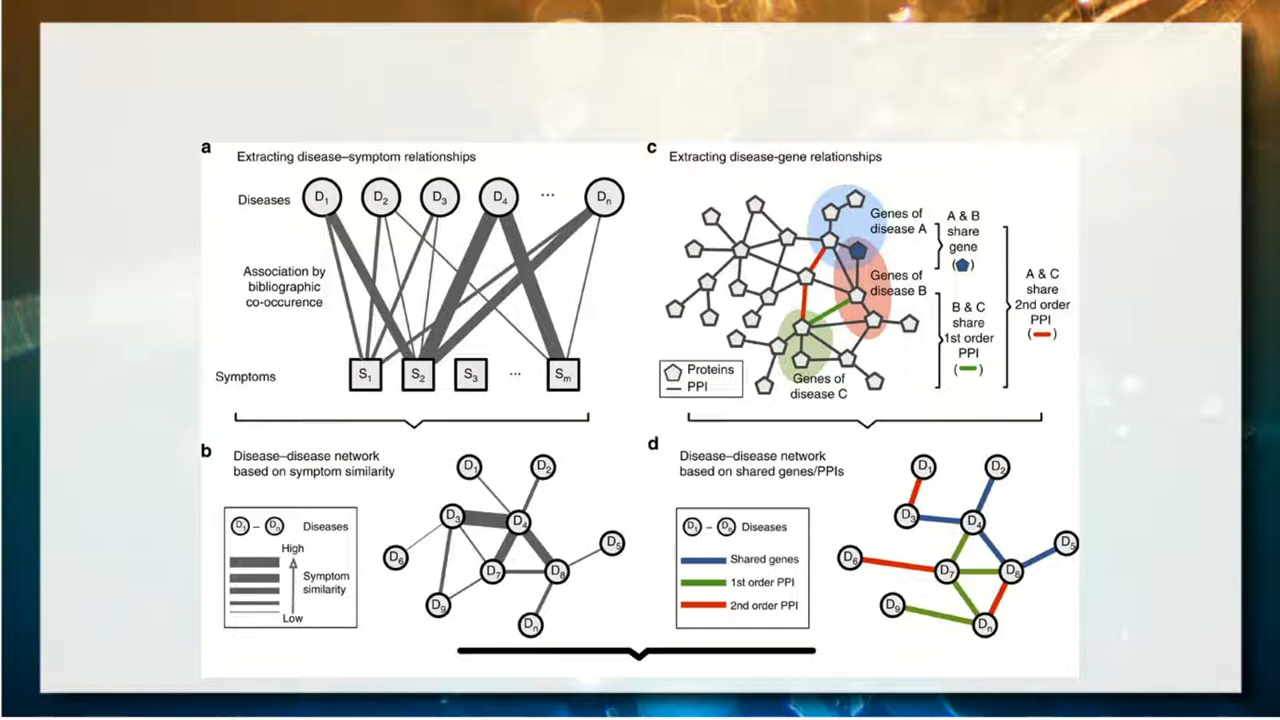 a
Extracting disease–symptom relationships
Diseases
D1
D2
D3
D4
...
Dn
Association by
bibliographic
co-occurence
Symptoms
S1
S2
S3
...
Sm
b
Disease–disease network
based on symptom similarity
D1 – Dn Diseases
High
Symptom
similarity
Low
D1
D2
D3
D4
D5
D6
D7
D8
D9
Dn
c
Extracting disease-gene relationships
Genes of
disease A
Genes of
disease B
Genes of
disease C
A & B
share
gene
( )
B & C
share
1st order
PPI
( )
A & C
share
2nd order
PPI
( )
Proteins
PPI
d
Disease–disease network
based on shared genes/PPIs
D1 – Dn Diseases
Shared genes
1st order PPI
2nd order PPI
D1
D2
D3
D4
D5
D6
D7
D8
D9
Dn